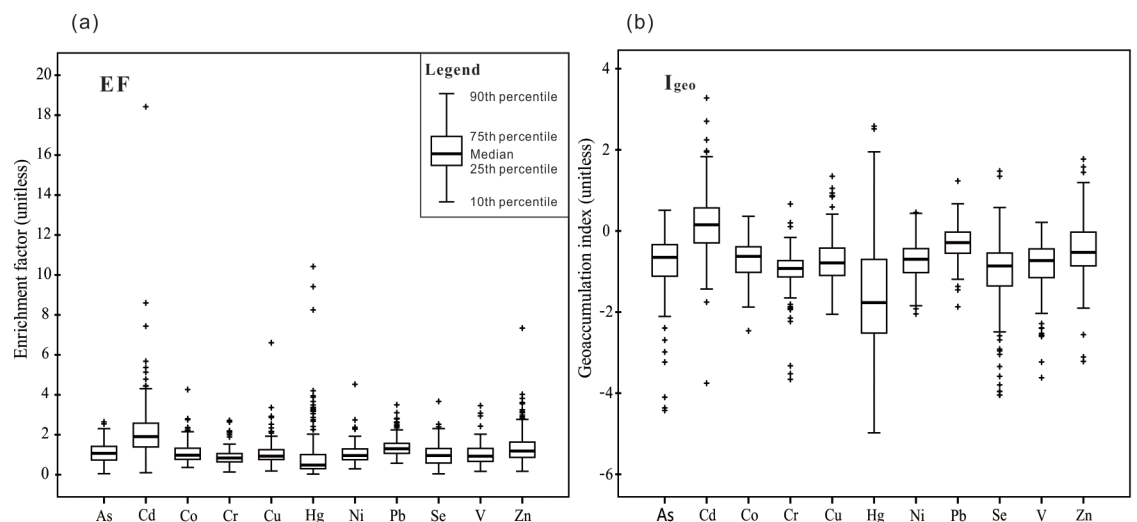 (a)
EF
Legend
90th percentile
75th percentile
Median
25th percentile
10th percentile
Enrichment factor (unitless)
20
18
16
14
12
10
8
6
4
2
0
As Cd Co Cr Cu Hg Ni Pb Se V Zn
(b)
Igeo
Geoaccumulation index (unitless)
4
2
-0
-2
-4
-6
As Cd Co Cr Cu Hg Ni Pb Se V Zn